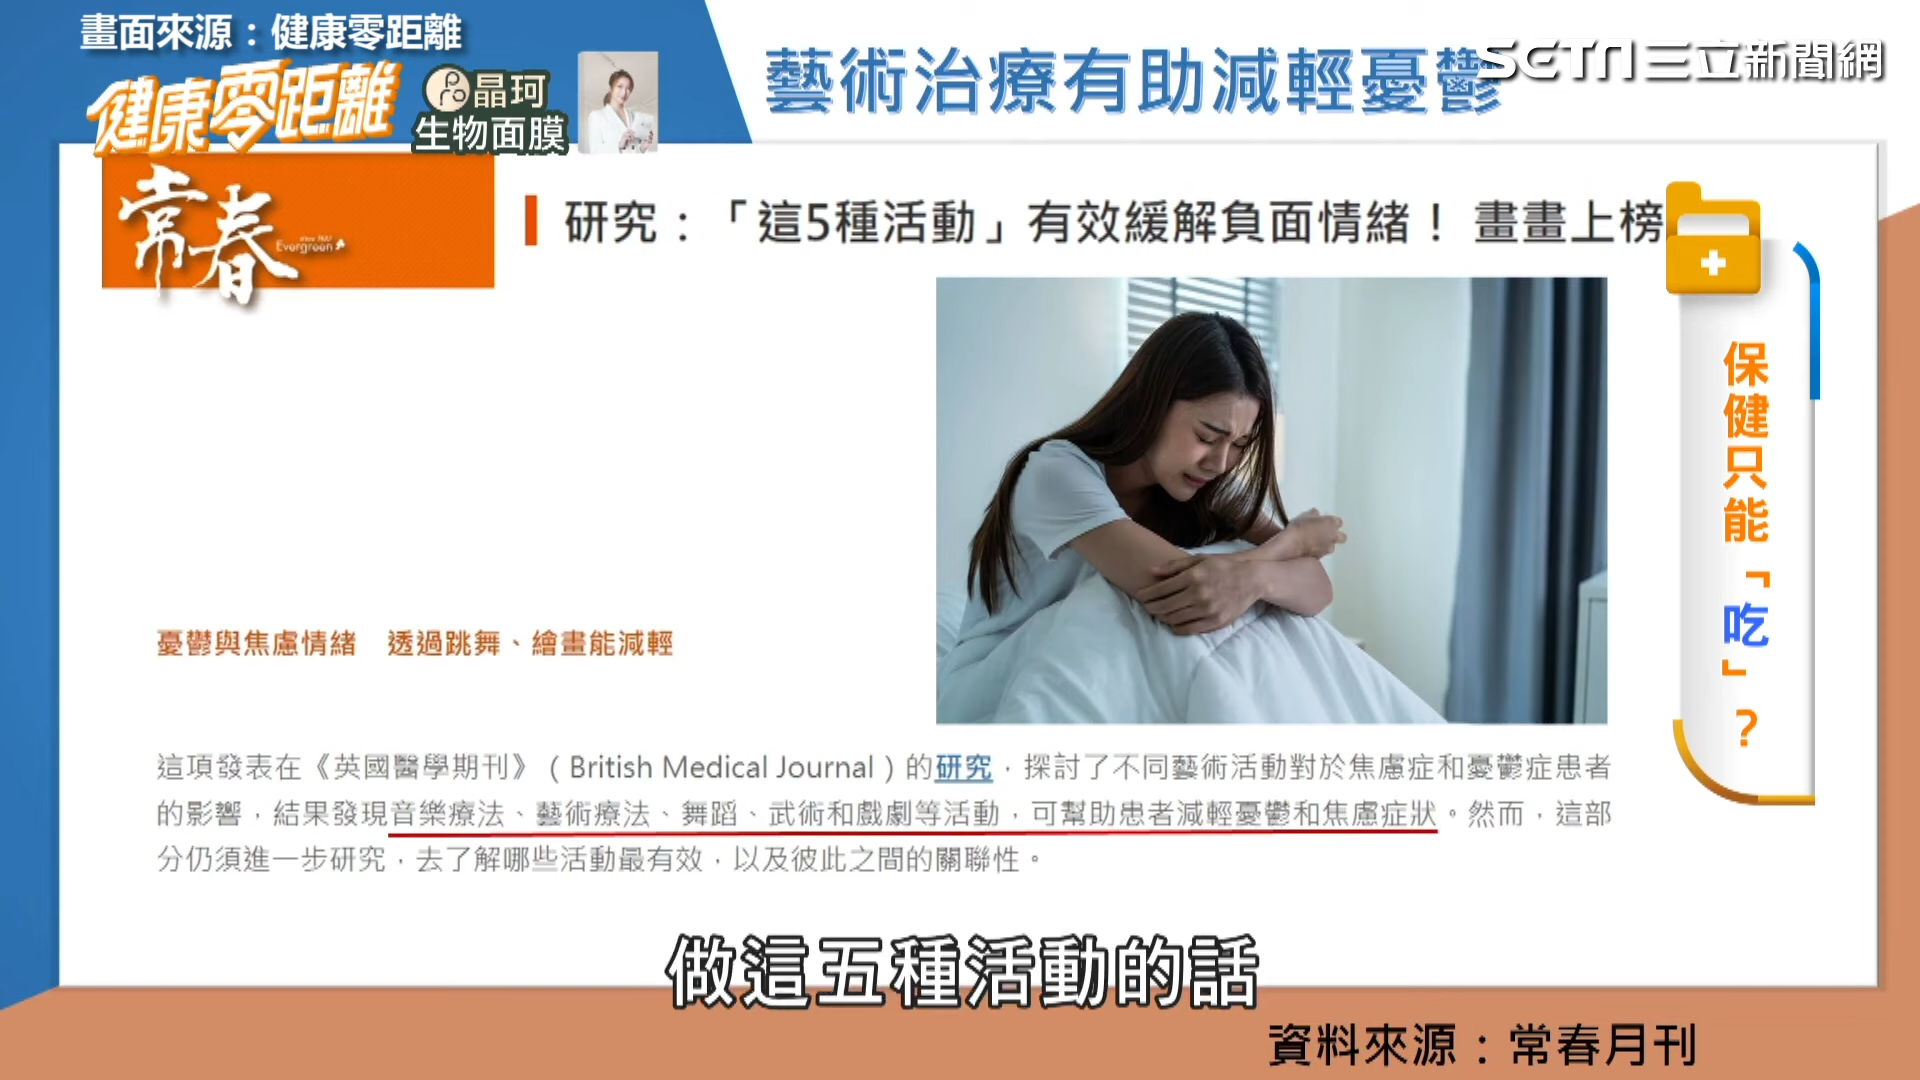 畫面來源：健康零距離
健康零距離
晶珂
生物面膜
藝術治療有助減輕憂鬱
SETN 三立新聞網
常春
since 1983
Evergreen
研究：「這5種活動」有效緩解負面情緒！ 畫畫上榜
保健只能「吃」？
憂鬱與焦慮情緒　透過跳舞、繪畫能減輕
這項發表在《英國醫學期刊》（British Medical Journal）的研究，探討了不同藝術活動對於焦慮症和憂鬱症患者
的影響，結果發現音樂療法、藝術療法、舞蹈、武術和戲劇等活動，可幫助患者減輕憂鬱和焦慮症狀。然而，這部
分仍須進一步研究，去了解哪些活動最有效，以及彼此之間的關聯性。
做這五種活動的話
資料來源：常春月刊